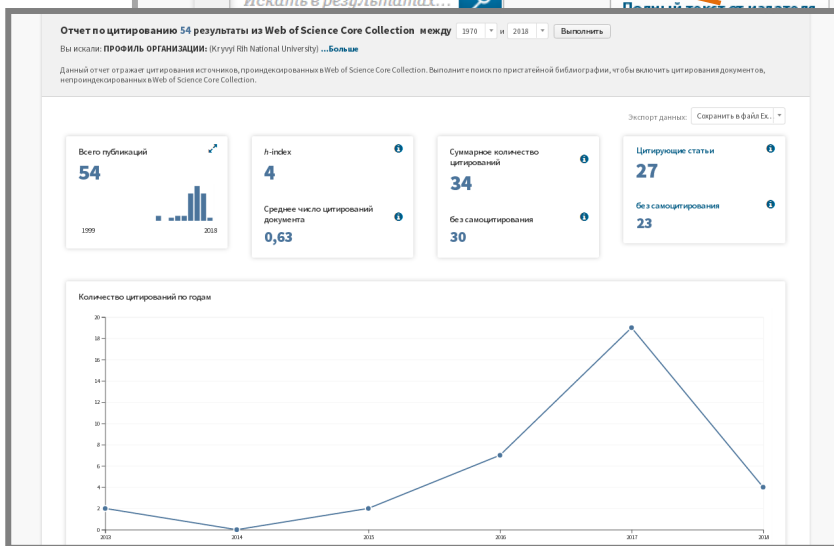 Искать в результатах...
Полный текст от издателя
Отчет по цитированию 54 результаты из Web of Science Core Collection между 1970 и 2018 Выполнить
Вы искали: ПРОФИЛЬ ОРГАНИЗАЦИИ: (Kryvyi Rih National University) ...Больше
Данный отчет отражает цитирования источников, проиндексированных в Web of Science Core Collection. Выполните поиск по пристатейной библиографии, чтобы включить цитирования документов,
непроиндексированных в Web of Science Core Collection.
Экспорт данных: Сохранить в файл Ex...
Всего публикаций
54
1999 2018
h-index
4
Среднее число цитирований
документа
0,63
Суммарное количество
цитирований
34
без самоцитирования
30
Цитирующие статьи
27
без самоцитирования
23
Количество цитирований по годам
20
18
16
14
12
10
8
6
4
2
0
2013 2014 2015 2016 2017 2018